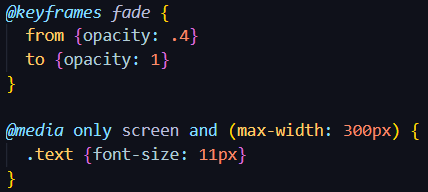 @keyframes fade {
  from {opacity: .4}
  to {opacity: 1}
}

@media only screen and (max-width: 300px) {
  .text {font-size: 11px}
}